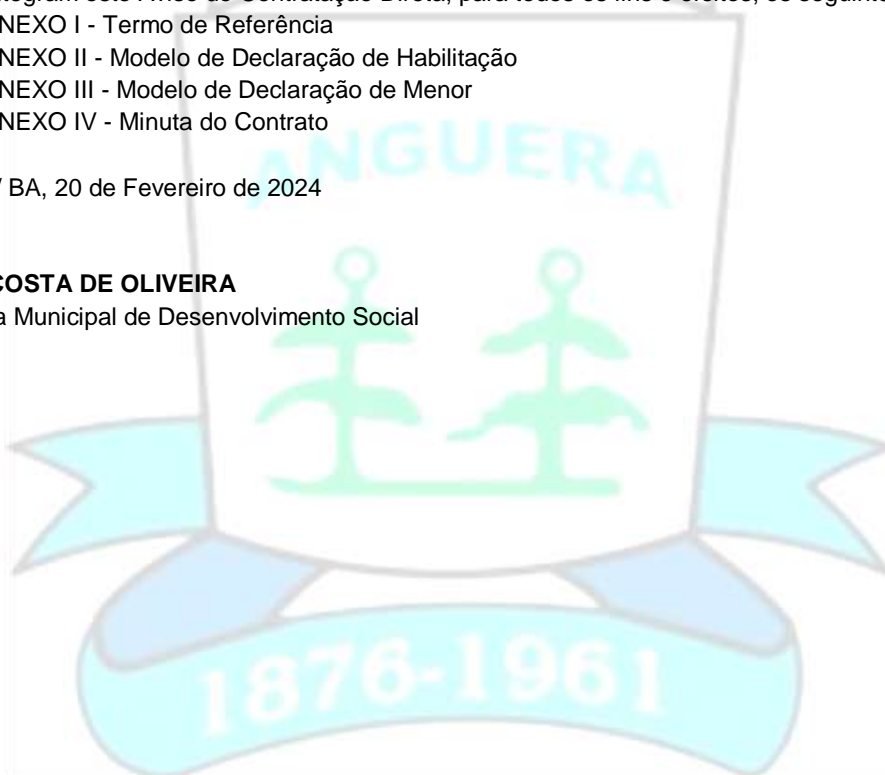 tegram este Aviso de Contratação Direta, para todos os fins e efeitos, os seguint
NEXO I - Termo de Referência
NEXO II - Modelo de Declaração de Habilitação
NEXO III - Modelo de Declaração de Menor
NEXO IV - Minuta do Contrato
/ BA, 20 de Fevereiro de 2024
COSTA DE OLIVEIRA
a Municipal de Desenvolvimento Social
ANGUERA
1876-1961